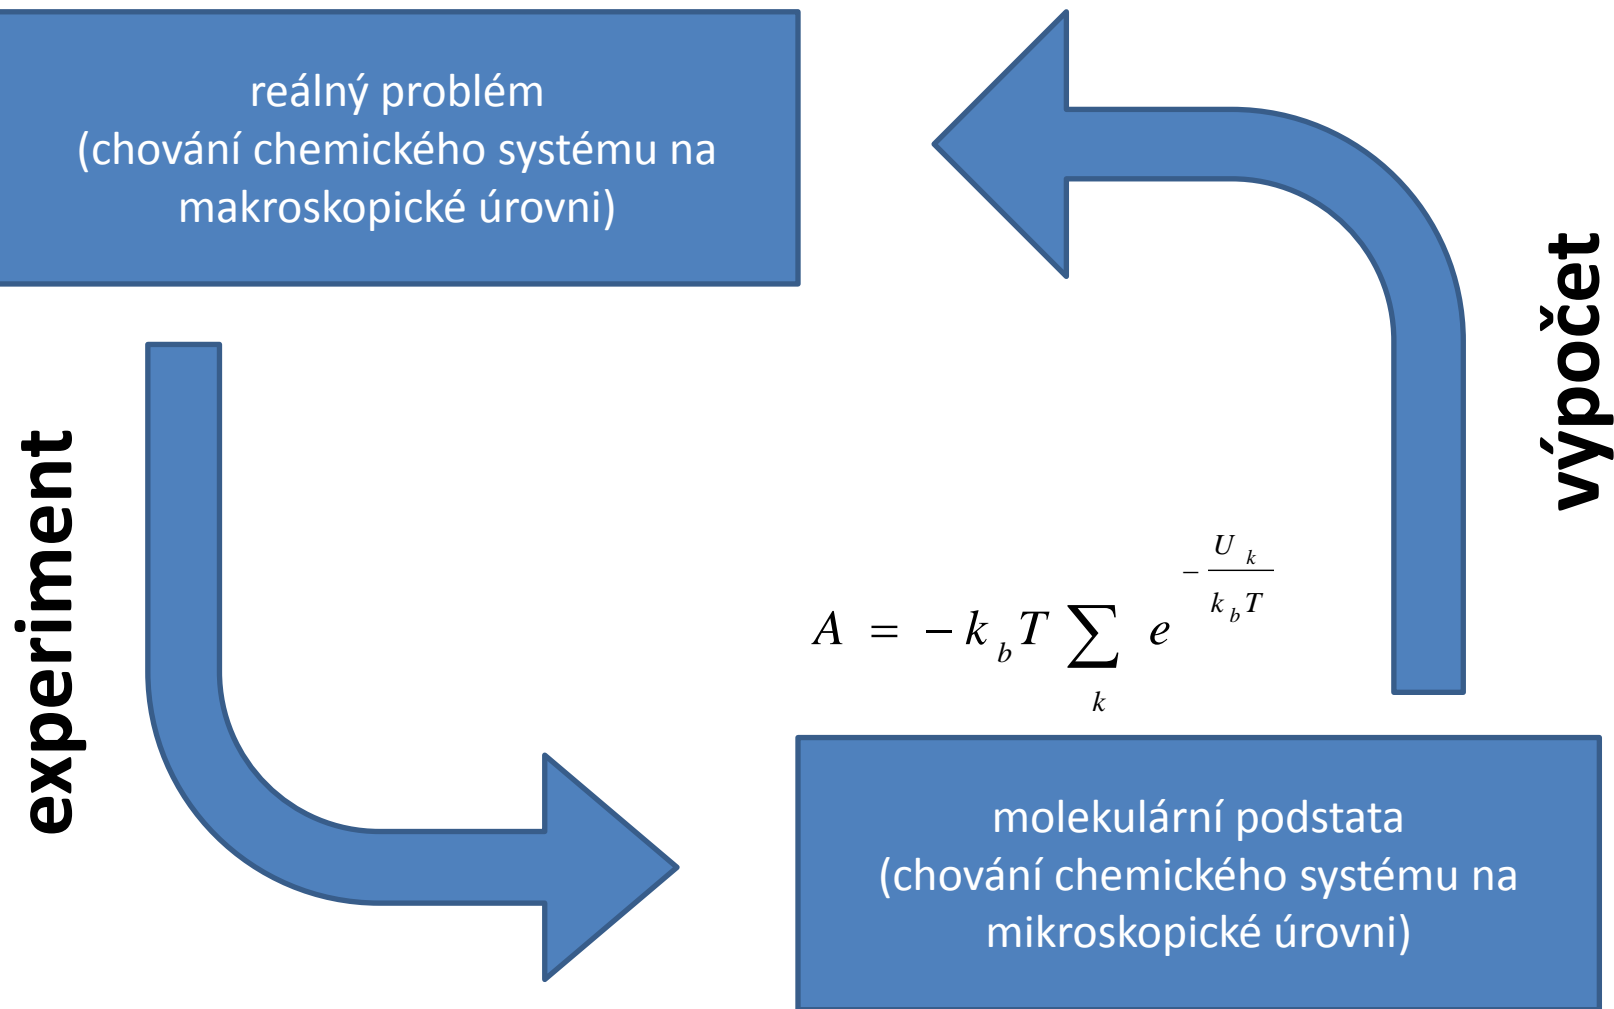 reálný problém
(chování chemického systému na
makroskopické úrovni)
výpočet
experiment
A = − k_b T ∑_k e^{− U_k / k_b T}
molekulární podstata
(chování chemického systému na
mikroskopické úrovni)